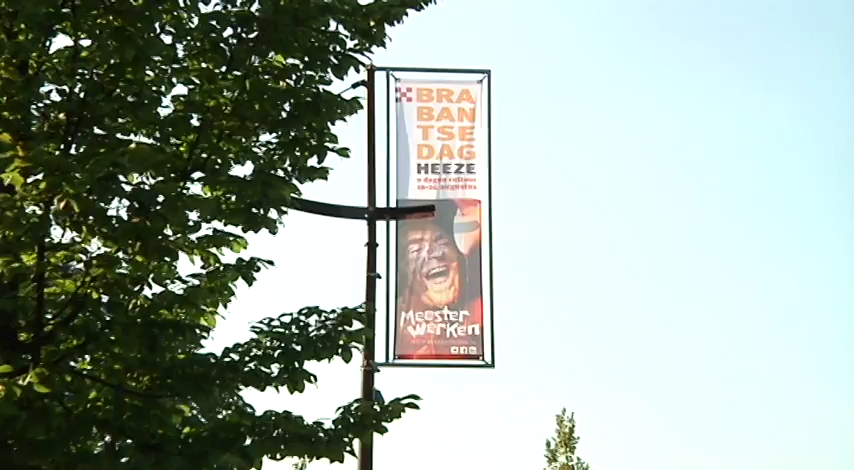 BRA
BAN
TSE
DAG
HEEZE
9 dagen cultuur
18-26 augustus
Meester
werken